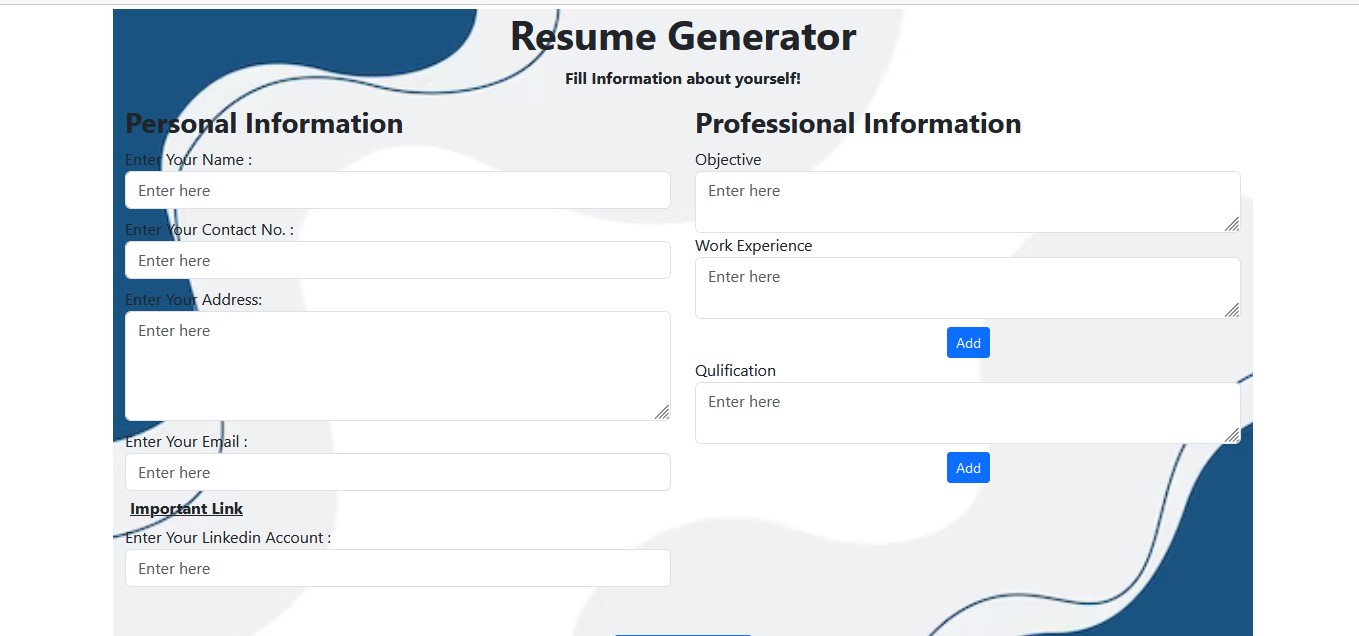 Resume Generator
Fill Information about yourself!
Personal Information
Enter Your Name :
Enter here
Enter Your Contact No. :
Enter here
Enter Your Address:
Enter here
Enter Your Email :
Enter here
Important Link
Enter Your Linkedin Account :
Enter here
Professional Information
Objective
Enter here
Work Experience
Enter here
Add
Qulification
Enter here
Add